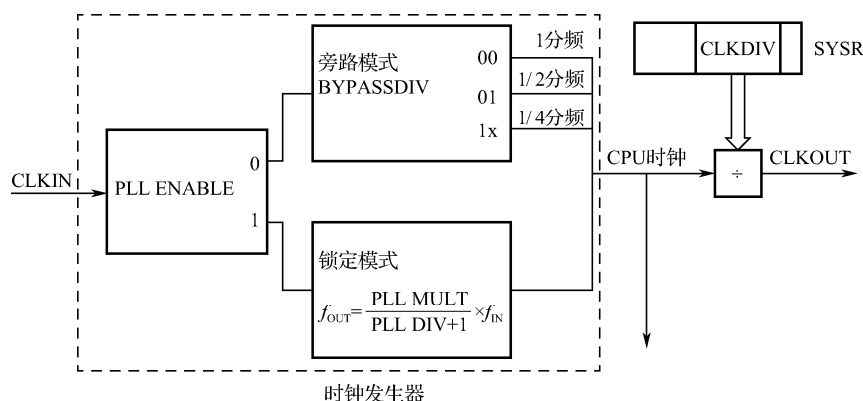 CLKIN
PLL ENABLE
0
1
旁路模式
BYPASSDIV
00
01
1x
1分频
1/2分频
1/4分频
锁定模式
fOUT=PLL MULT/PLL DIV+1×fIN
CPU时钟
CLKDIV
SYSR
÷
CLKOUT
时钟发生器